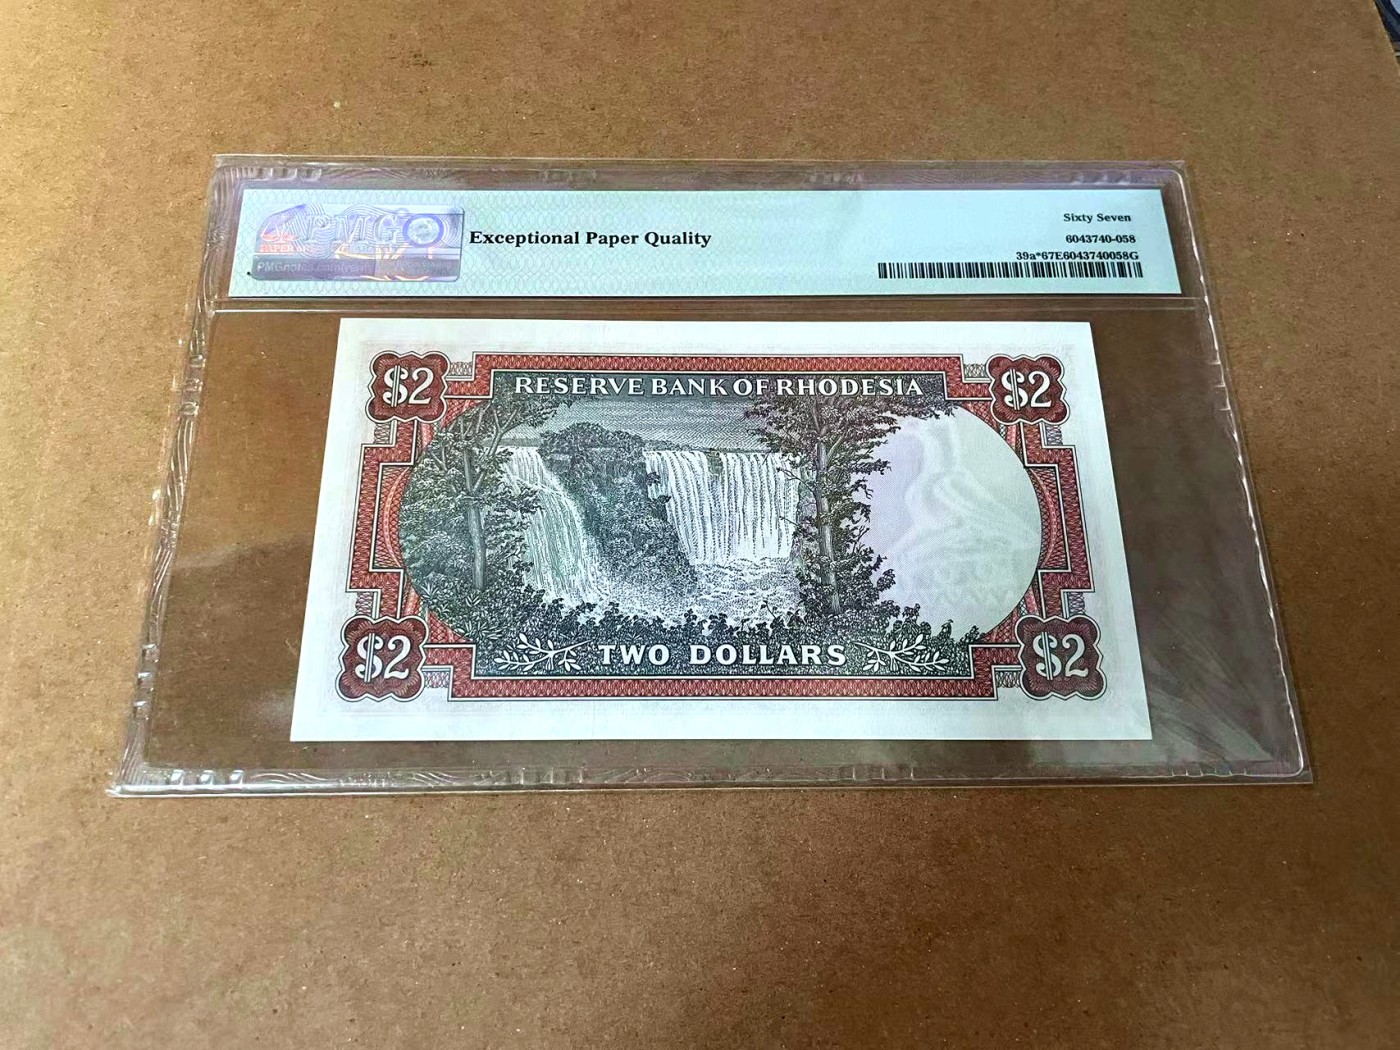 PMG
Exceptional Paper Quality
Sixty Seven
6043740-058
39a*67E6043740058G
$2 RESERVE BANK OF RHODESIA $2
$2 TWO DOLLARS $2